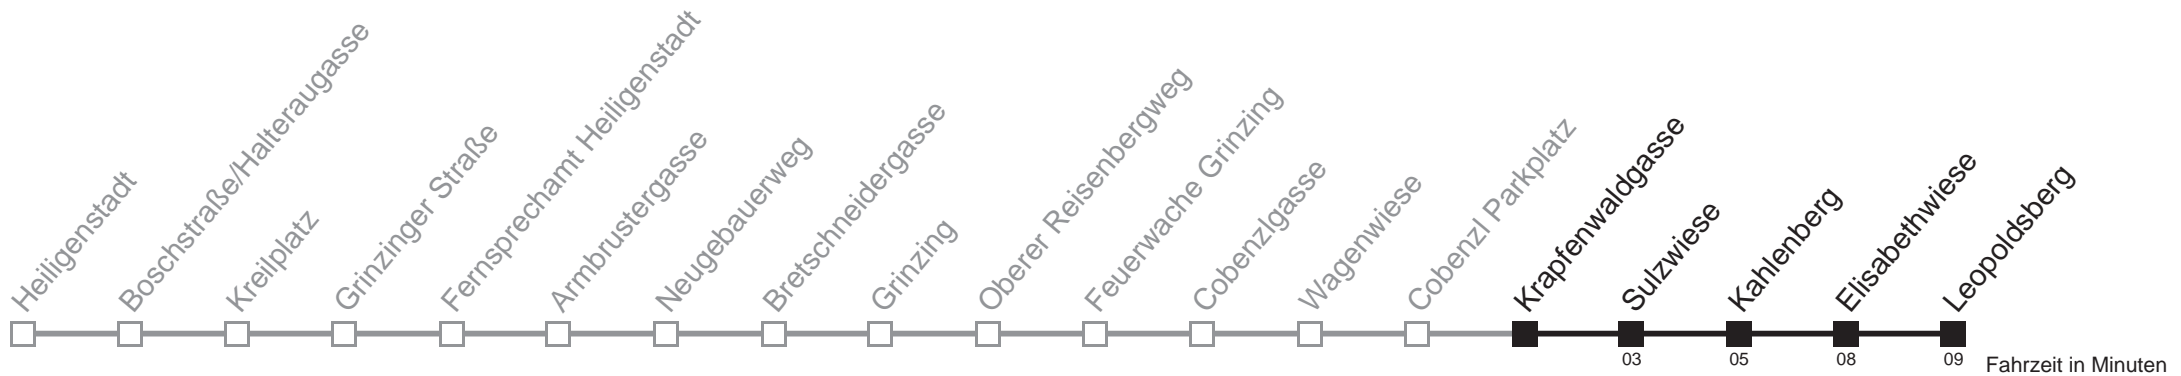 Heiligenstadt
Boschstraße/Halteraugasse
Kreilplatz
Grinzinger Straße
Fernsprechamt Heiligenstadt
Armbrustergasse
Neugebauerweg
Bretschneidergasse
Grinzing
Oberer Reisenbergweg
Feuerwache Grinzing
Cobenzlgasse
Wagenwiese
Cobenzl Parkplatz
Krapfenwaldgasse
Sulzwiese
Kahlenberg
Elisabethwiese
Leopoldsberg
03 05 08 09 Fahrzeit in Minuten